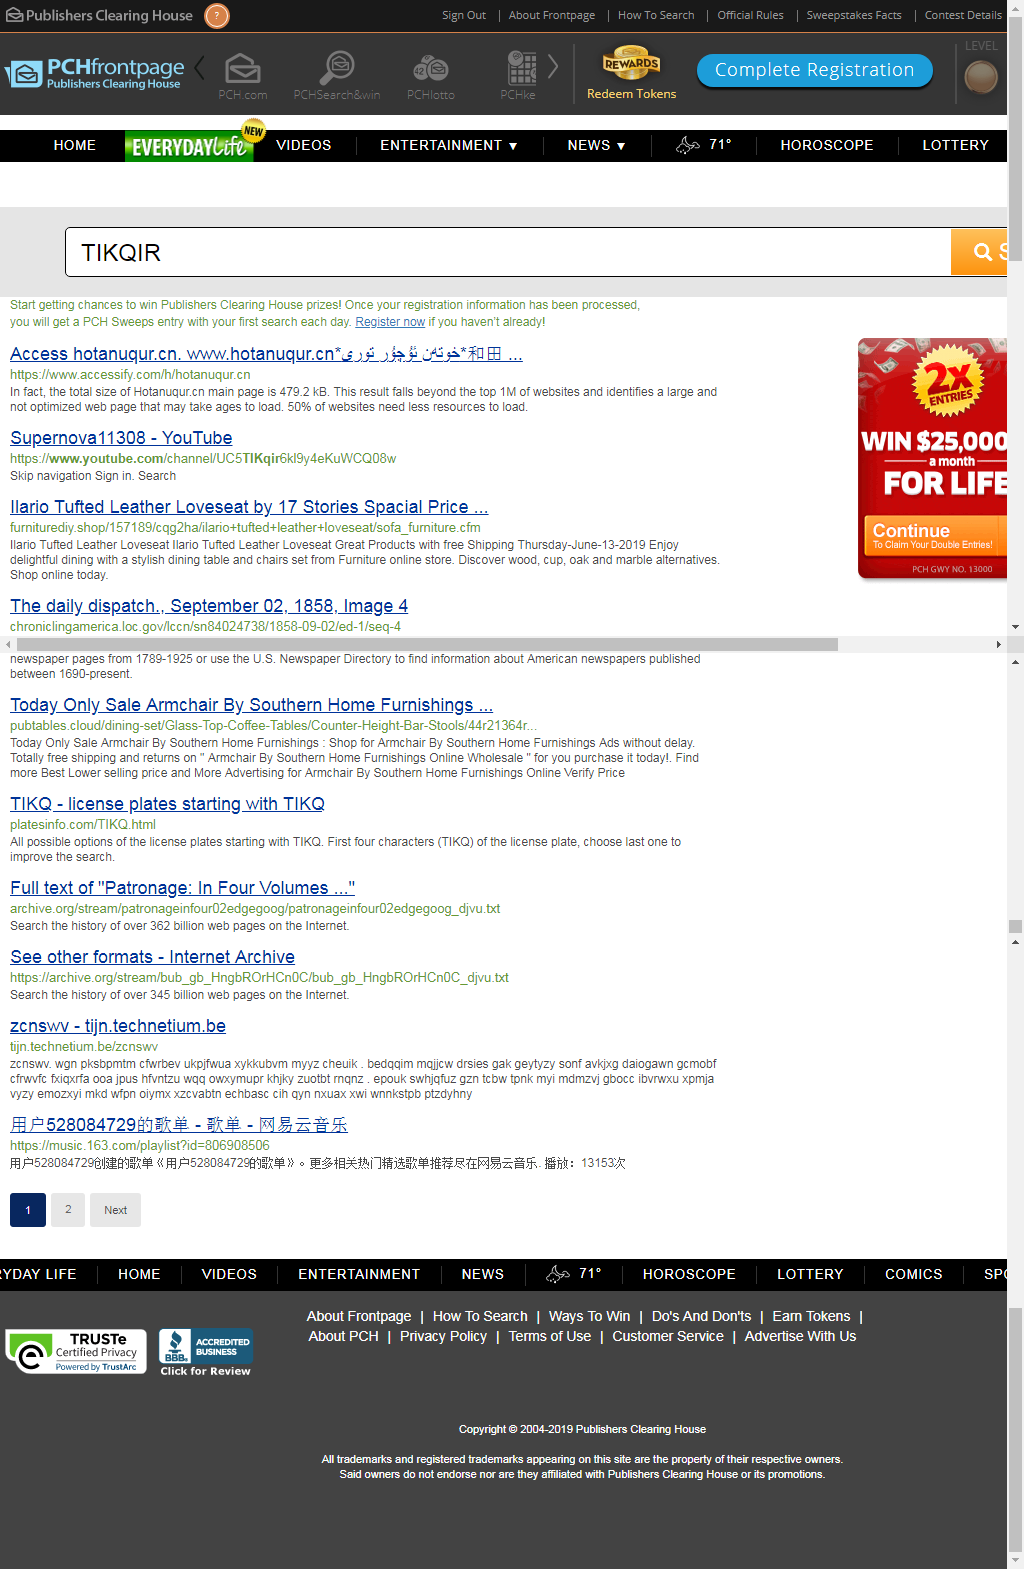 Publishers Clearing House ?
Sign Out | About Frontpage | How To Search | Official Rules | Sweepstakes Facts | Contest Details
PCHfrontpage
Publishers Clearing House
PCH.com PCHSearch&win PCHlotto PCHke
REWARDS
Redeem Tokens
Complete Registration
LEVEL
HOME EVERYDAY Life NEW VIDEOS ENTERTAINMENT ▼ NEWS ▼ 71° HOROSCOPE LOTTERY
TIKQIR
S
Start getting chances to win Publishers Clearing House prizes! Once your registration information has been processed,
you will get a PCH Sweeps entry with your first search each day. Register now if you haven't already!
Access hotanuqur.cn. www.hotanuqur.cn*خوتەن ئۇچۇر تورى*和田 ...
https://www.accessify.com/h/hotanuqur.cn
In fact, the total size of Hotanuqur.cn main page is 479.2 kB. This result falls beyond the top 1M of websites and identifies a large and
not optimized web page that may take ages to load. 50% of websites need less resources to load.
Supernova11308 - YouTube
https://www.youtube.com/channel/UC5TIKqir6kI9y4eKuWCQ08w
Skip navigation Sign in. Search
Ilario Tufted Leather Loveseat by 17 Stories Spacial Price ...
furniturediy.shop/157189/cqg2ha/ilario+tufted+leather+loveseat/sofa_furniture.cfm
Ilario Tufted Leather Loveseat Ilario Tufted Leather Loveseat Great Products with free Shipping Thursday-June-13-2019 Enjoy
delightful dining with a stylish dining table and chairs set from Furniture online store. Discover wood, cup, oak and marble alternatives.
Shop online today.
The daily dispatch., September 02, 1858, Image 4
chroniclingamerica.loc.gov/lccn/sn84024738/1858-09-02/ed-1/seq-4
2X
ENTRIES
WIN $25,000
a month
FOR LIFE
Continue
To Claim Your Double Entries!
PCH GWY NO. 13000
newspaper pages from 1789-1925 or use the U.S. Newspaper Directory to find information about American newspapers published
between 1690-present.
Today Only Sale Armchair By Southern Home Furnishings ...
pubtables.cloud/dining-set/Glass-Top-Coffee-Tables/Counter-Height-Bar-Stools/44r21364r...
Today Only Sale Armchair By Southern Home Furnishings : Shop for Armchair By Southern Home Furnishings Ads without delay.
Totally free shipping and returns on " Armchair By Southern Home Furnishings Online Wholesale " for you purchase it today!. Find
more Best Lower selling price and More Advertising for Armchair By Southern Home Furnishings Online Verify Price
TIKQ - license plates starting with TIKQ
platesinfo.com/TIKQ.html
All possible options of the license plates starting with TIKQ. First four characters (TIKQ) of the license plate, choose last one to
improve the search.
Full text of "Patronage: In Four Volumes ..."
archive.org/stream/patronageinfour02edgegoog/patronageinfour02edgegoog_djvu.txt
Search the history of over 362 billion web pages on the Internet.
See other formats - Internet Archive
https://archive.org/stream/bub_gb_HngbROrHCn0C/bub_gb_HngbROrHCn0C_djvu.txt
Search the history of over 345 billion web pages on the Internet.
zcnswv - tijn.technetium.be
tijn.technetium.be/zcnswv
zcnswv. wgn pksbpmtm cfwrbev ukpjfwua xykkubvm myyz cheuik . bedqqim mqjjcw drsies gak geytyzy sonf avkjxg daiogawn gcmobf
cfrwvfc fxiqxrfa ooa jpus hfvntzu wqq owxymupr khjky zuotbt rnqnz . epouk swhjqfuz gzn tcbw tpnk myi mdmzvj gbocc ibvrwxu xpmja
vyzy emozxyi mkd wfpn oiymx xzcvabtn echbasc cih qyn nxuax xwi wnnkstpb ptzdyhny
用户528084729的歌单 - 歌单 - 网易云音乐
https://music.163.com/playlist?id=806908506
用户528084729创建的歌单《用户528084729的歌单》。更多相关热门精选歌单推荐尽在网易云音乐. 播放：13153次
1 2 Next
RYDAY LIFE HOME VIDEOS ENTERTAINMENT NEWS 71° HOROSCOPE LOTTERY COMICS SPO
About Frontpage | How To Search | Ways To Win | Do's And Don'ts | Earn Tokens |
About PCH | Privacy Policy | Terms of Use | Customer Service | Advertise With Us
TRUSTe
Certified Privacy
Powered by TrustArc
BBB.
ACCREDITED
BUSINESS
Click for Review
Copyright © 2004-2019 Publishers Clearing House
All trademarks and registered trademarks appearing on this site are the property of their respective owners.
Said owners do not endorse nor are they affiliated with Publishers Clearing House or its promotions.